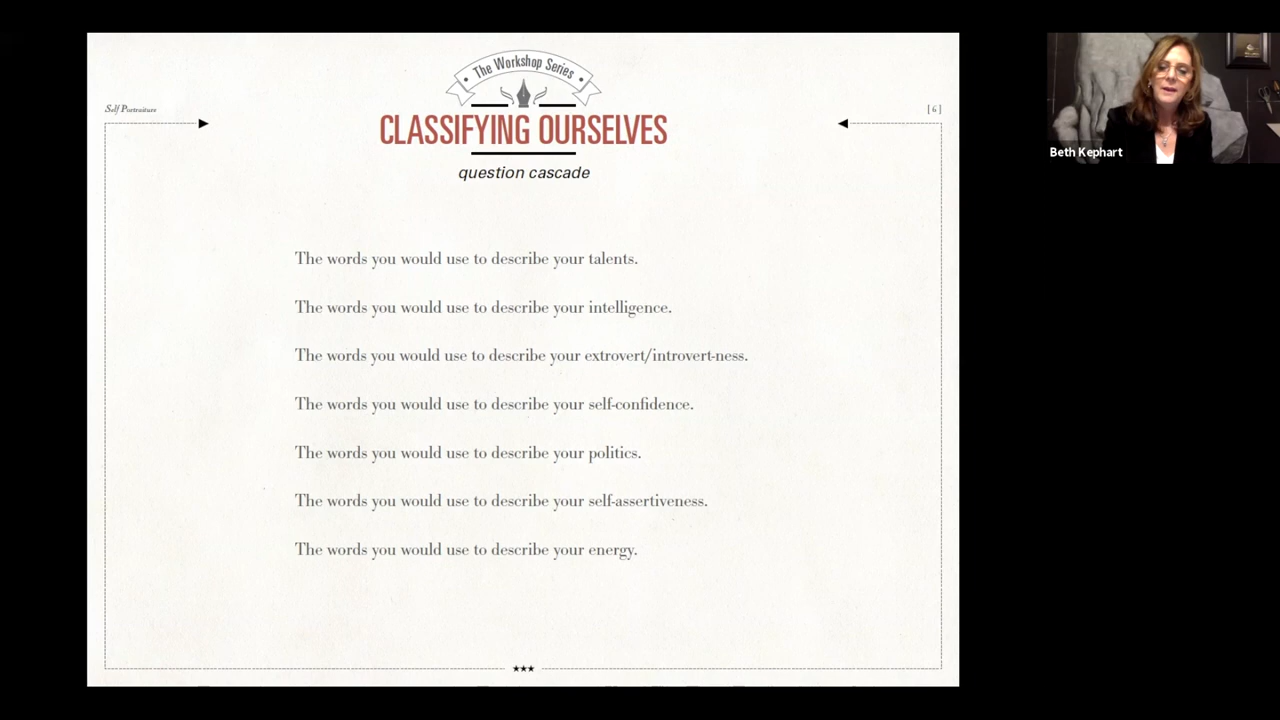 The Workshop Series
Self Portraiture
[ 6 ]
CLASSIFYING OURSELVES
question cascade
The words you would use to describe your talents.
The words you would use to describe your intelligence.
The words you would use to describe your extrovert/introvert-ness.
The words you would use to describe your self-confidence.
The words you would use to describe your politics.
The words you would use to describe your self-assertiveness.
The words you would use to describe your energy.
Beth Kephart